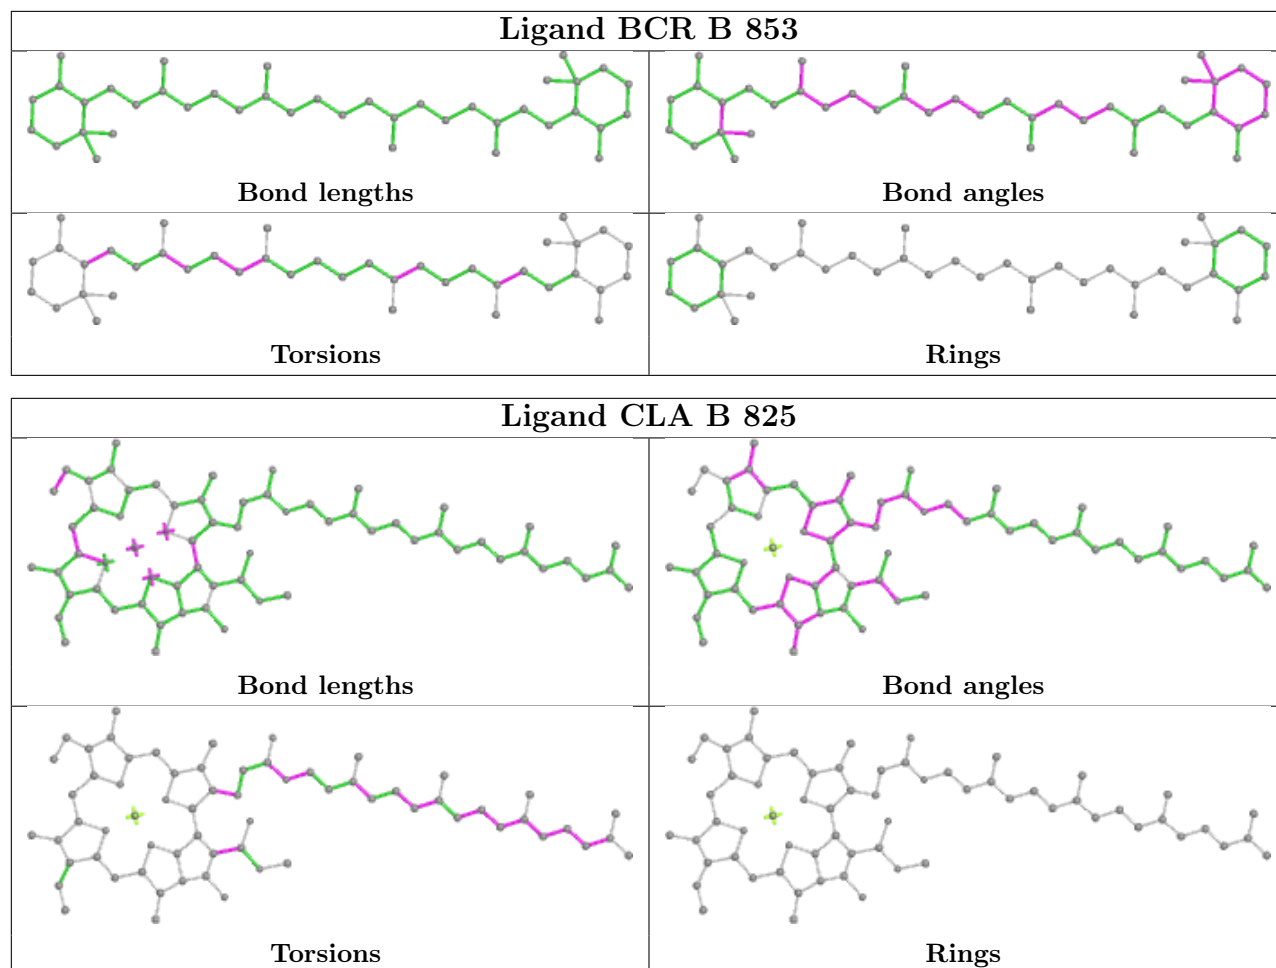 Ligand BCR B 853
Bond lengths
Bond angles
Torsions
Rings
Ligand CLA B 825
Bond lengths
Bond angles
Torsions
Rings